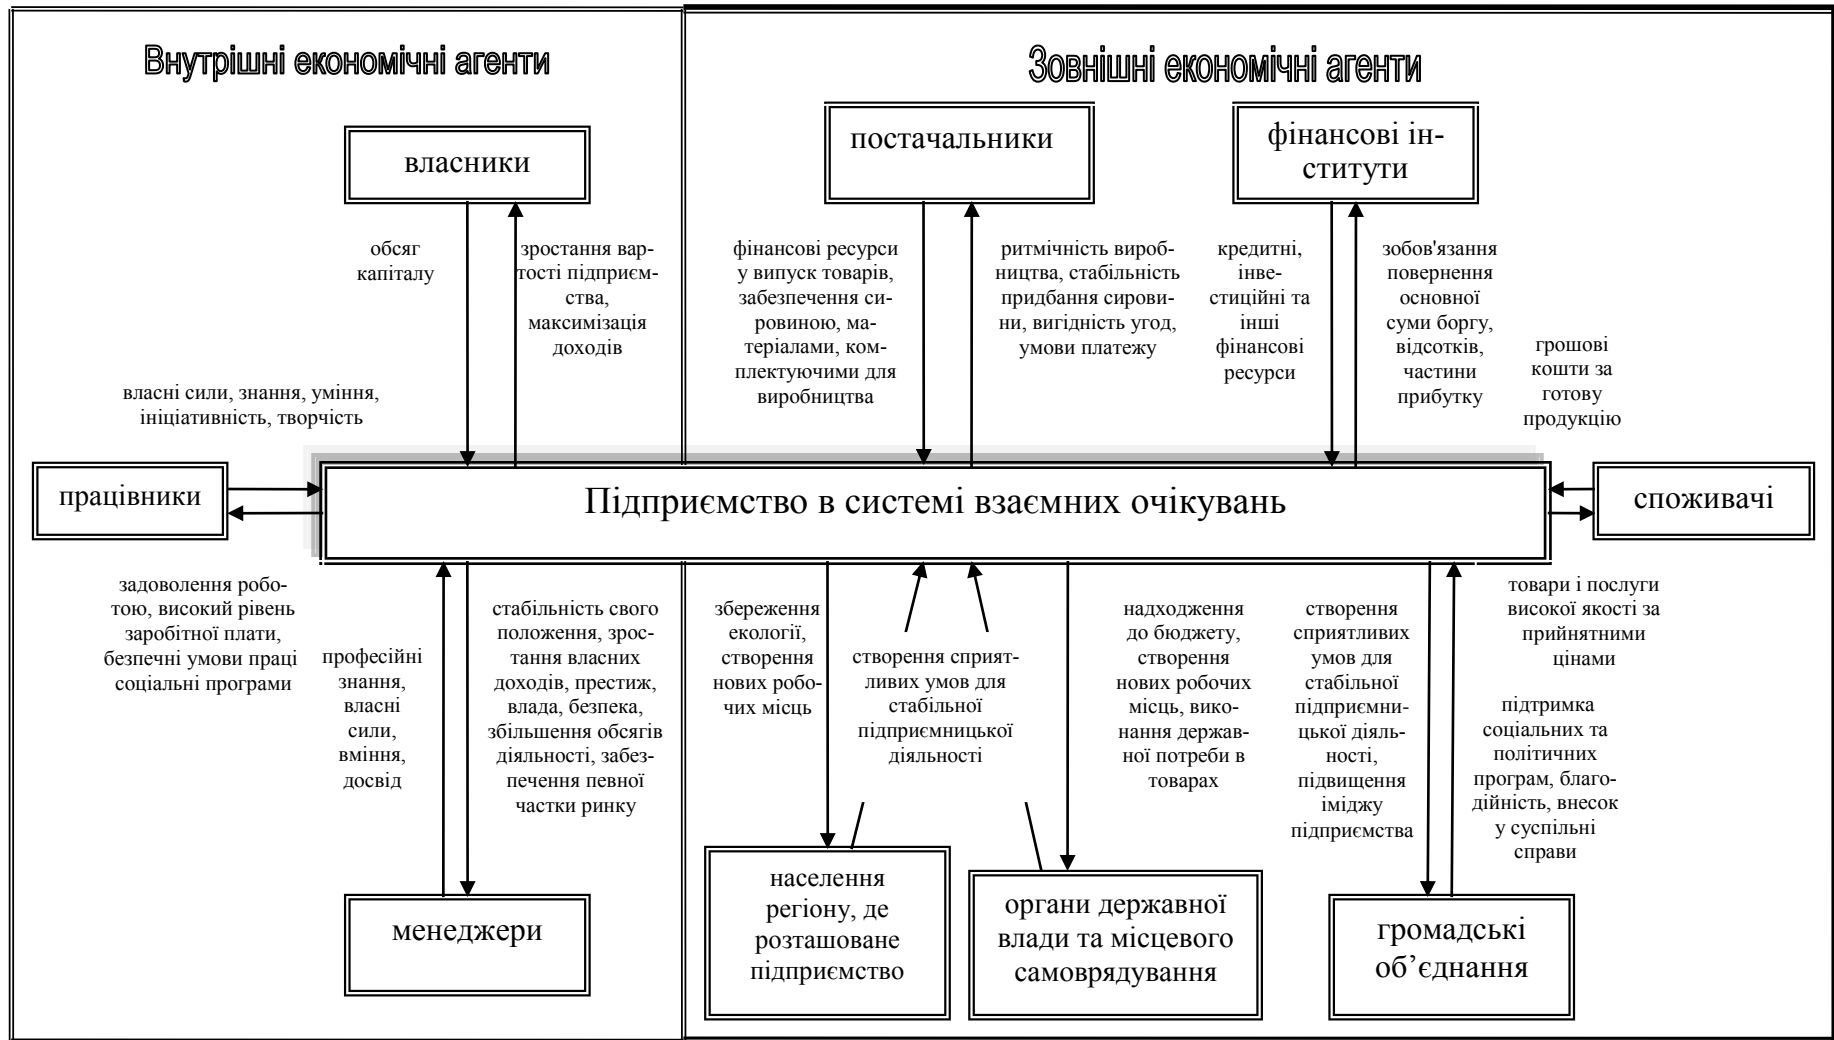 Внутрішні економічні агенти
Зовнішні економічні агенти
власники
постачальники
фінансові ін-
ститути
обсяг
капіталу
зростання вар-
тості підприєм-
ства,
максимізація
доходів
фінансові ресурси
у випуск товарів,
забезпечення си-
ровиною, ма-
теріалами, ком-
плектуючими для
виробництва
ритмічність вироб-
ництва, стабільність
придбання сирови-
ни, вигідність угод,
умови платежу
кредитні,
інве-
стиційні та
інші
фінансові
ресурси
зобов'язання
повернення
основної
суми боргу,
відсотків,
частини
прибутку
грошові
кошти за
готову
продукцію
власні сили, знання, уміння,
ініціативність, творчість
працівники
Підприємство в системі взаємних очікувань
споживачі
задоволення робо-
тою, високий рівень
заробітної плати,
безпечні умови праці
соціальні програми
професійні
знання,
власні
сили,
вміння,
досвід
стабільність свого
положення, зрос-
тання власних
доходів, престиж,
влада, безпека,
збільшення обсягів
діяльності, забез-
печення певної
частки ринку
збереження
екології,
створення
нових робо-
чих місць
створення сприят-
ливих умов для
стабільної
підприємницької
діяльності
надходження
до бюджету,
створення
нових робочих
місць, вико-
нання держав-
ної потреби в
товарах
створення
сприятливих
умов для
стабільної
підприємни-
цької діяль-
ності,
підвищення
іміджу
підприємства
товари і послуги
високої якості за
прийнятними
цінами
підтримка
соціальних та
політичних
програм, благо-
дійність, внесок
у суспільні
справи
менеджери
населення
регіону, де
розташоване
підприємство
органи державної
влади та місцевого
самоврядування
громадські
об’єднання